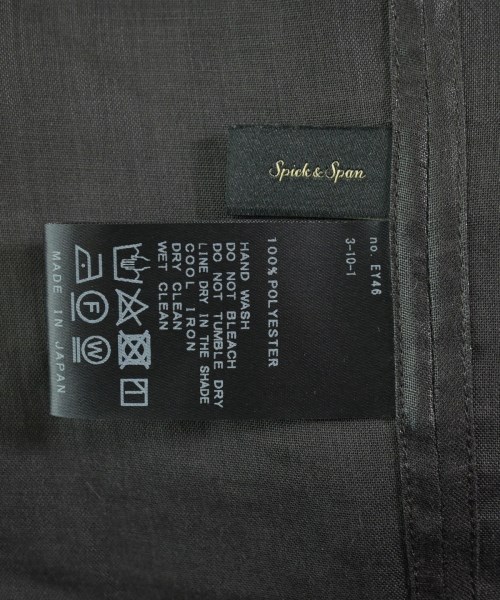 Spick & Span
no. EY46
3-10-1
100% POLYESTER
HAND WASH
DO NOT BLEACH
DO NOT TUMBLE DRY
LINE DRY IN THE SHADE
COOL IRON
DRY CLEAN
WET CLEAN
F W
MADE IN JAPAN